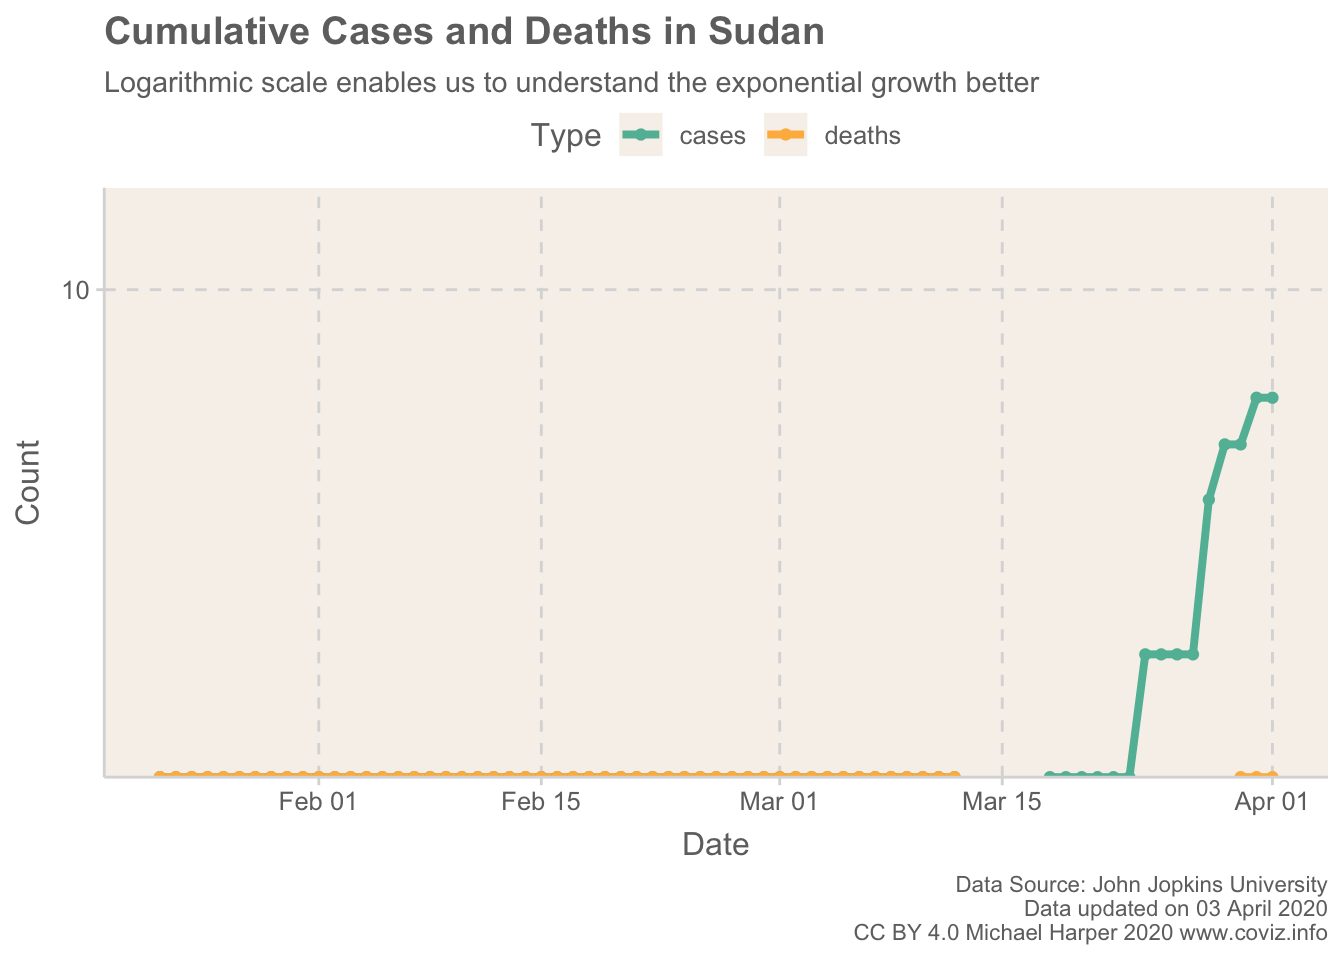 Cumulative Cases and Deaths in Sudan
Logarithmic scale enables us to understand the exponential growth better
Type cases deaths
10
Count
Feb 01 Feb 15 Mar 01 Mar 15 Apr 01
Date
Data Source: John Jopkins University
Data updated on 03 April 2020
CC BY 4.0 Michael Harper 2020 www.coviz.info